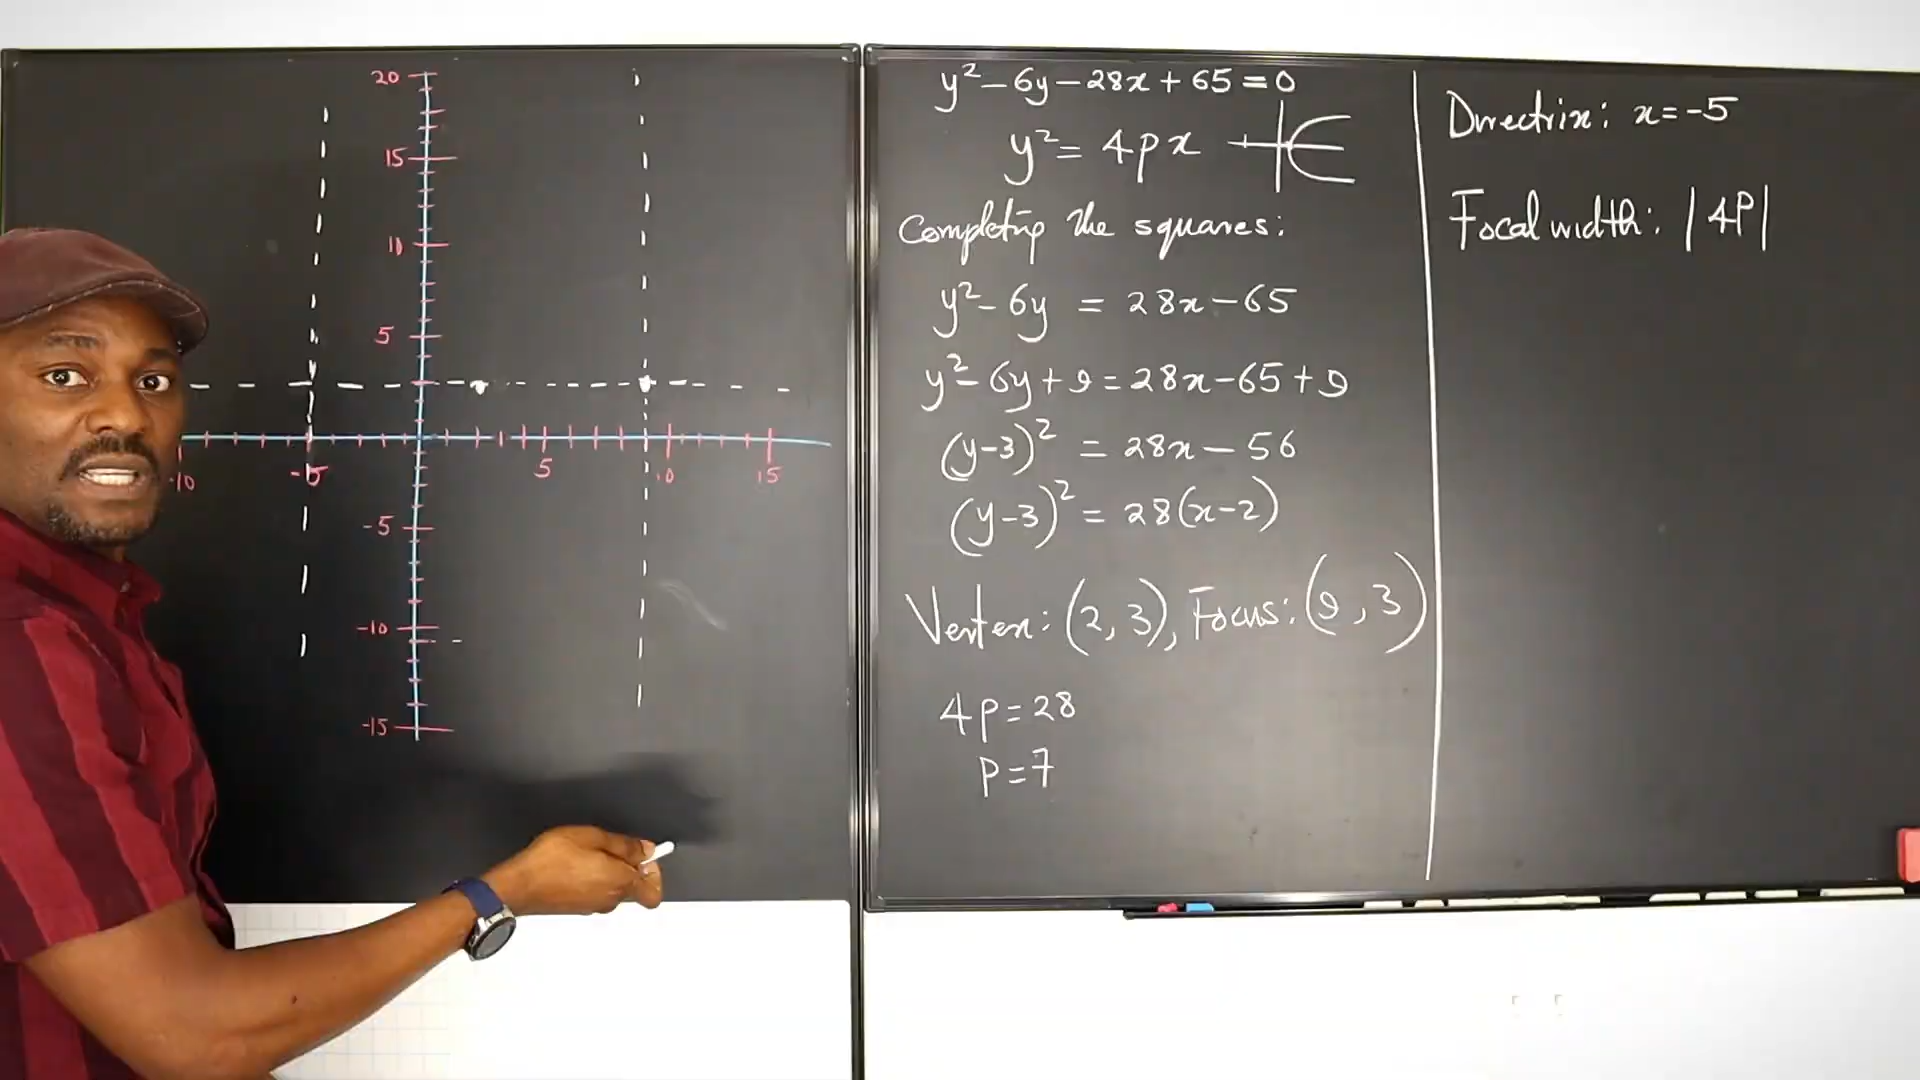 20
15
10
5
-10 -5 5 10 15
-5
-10
-15
y² - 6y - 28x + 65 = 0
y² = 4px
Completing the squares:
y² - 6y = 28x - 65
y² - 6y + 9 = 28x - 65 + 9
(y-3)² = 28x - 56
(y-3)² = 28(x-2)
Vertex: (2, 3), Focus: (9, 3)
4p = 28
p = 7
Directrix: x = -5
Focal width: |4P|